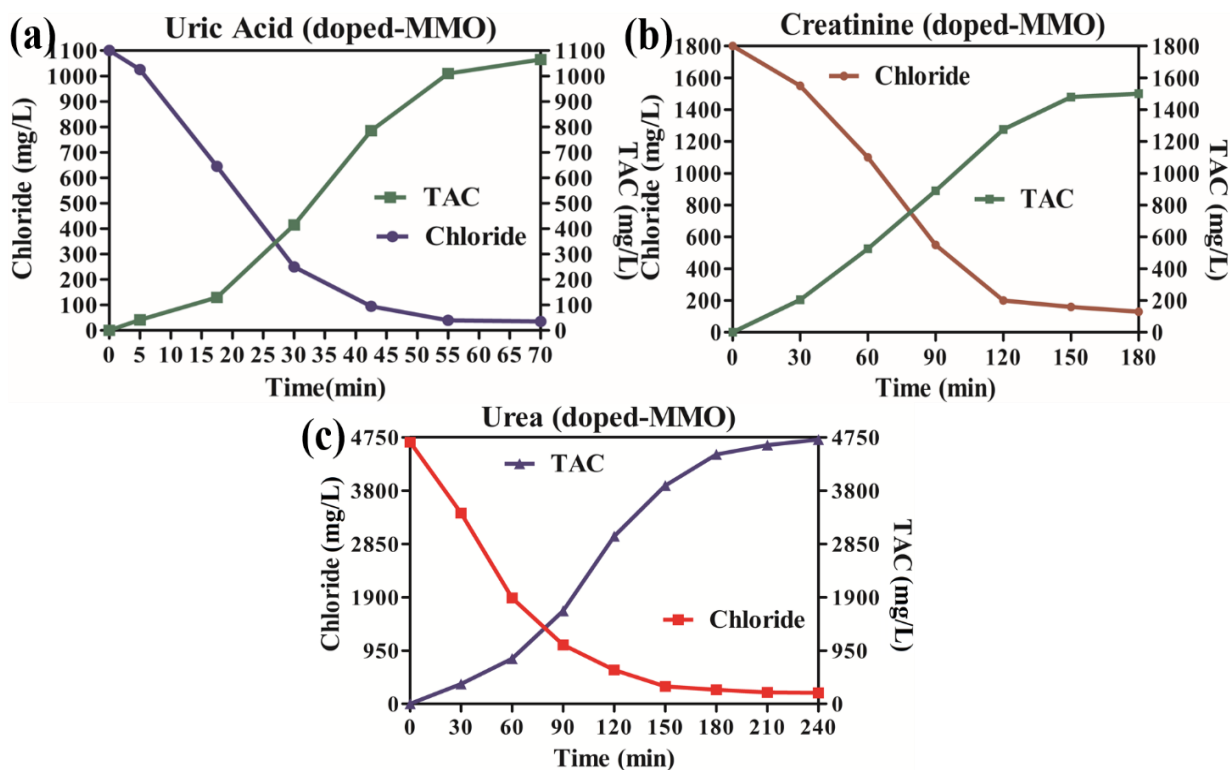 (a)
Uric Acid (doped-MMO)
1100 1100
1000 1000
900 900
800 800
700 700
600 600
500 500
400 400
300 300
200 200
100 100
0 0
Chloride (mg/L)
TAC (mg/L)
TAC
Chloride
0 5 10 15 20 25 30 35 40 45 50 55 60 65 70
Time(min)
(b)
Creatinine (doped-MMO)
1800 1800
1600 1600
1400 1400
1200 1200
1000 1000
800 800
600 600
400 400
200 200
0 0
Chloride (mg/L)
TAC (mg/L)
Chloride
TAC
0 30 60 90 120 150 180
Time (min)
(c)
Urea (doped-MMO)
4750 4750
3800 3800
2850 2850
1900 1900
950 950
0 0
Chloride (mg/L)
TAC (mg/L)
TAC
Chloride
0 30 60 90 120 150 180 210 240
Time (min)